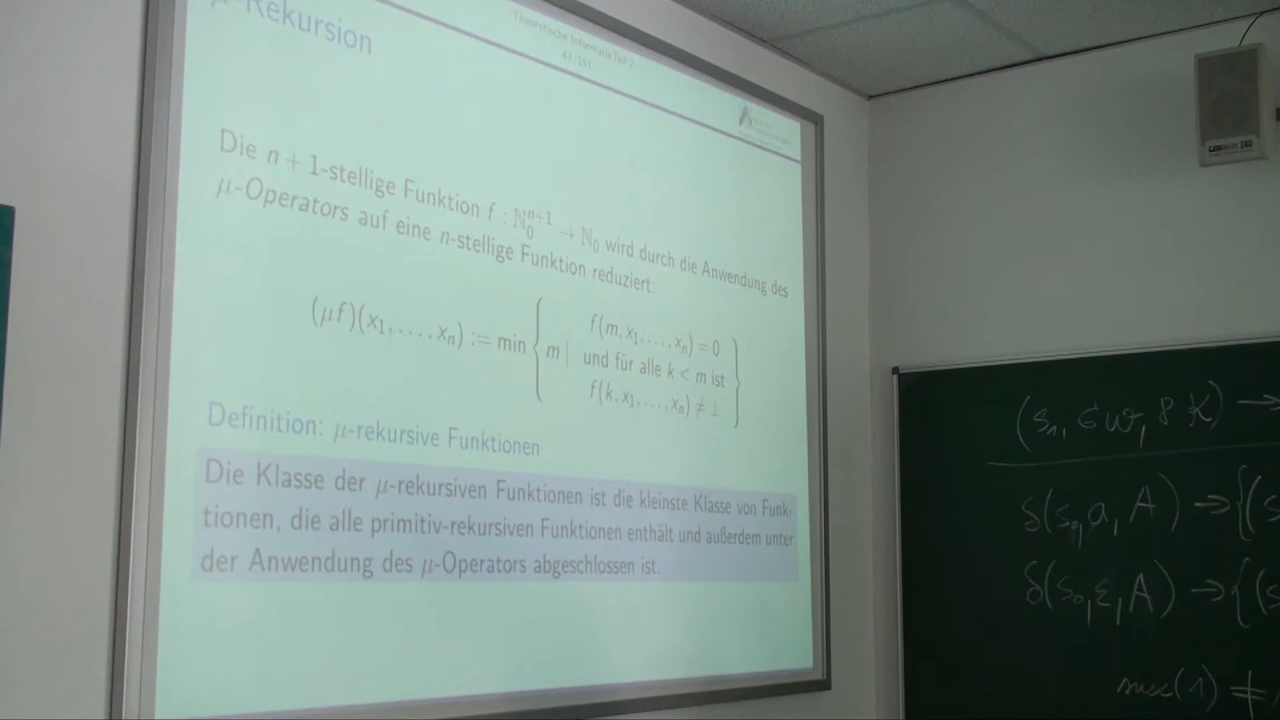 μ-Rekursion
Theoretische Informatik Teil 2
Die n + 1-stellige Funktion f : ℕ₀ⁿ⁺¹ → ℕ₀ wird durch die Anwendung des
μ-Operators auf eine n-stellige Funktion reduziert:
(μf)(x₁, . . . , xₙ) := min { m |
f(m, x₁, . . . , xₙ) = 0
und für alle k < m ist
f(k, x₁, . . . , xₙ) ≠ ⊥ }
Definition: μ-rekursive Funktionen
Die Klasse der μ-rekursiven Funktionen ist die kleinste Klasse von Funk-
tionen, die alle primitiv-rekursiven Funktionen enthält und außerdem unter
der Anwendung des μ-Operators abgeschlossen ist.
240
δ(s₀, a, A) → {(s
δ(s₀, ε, A) → {(s
succ(1) ≠